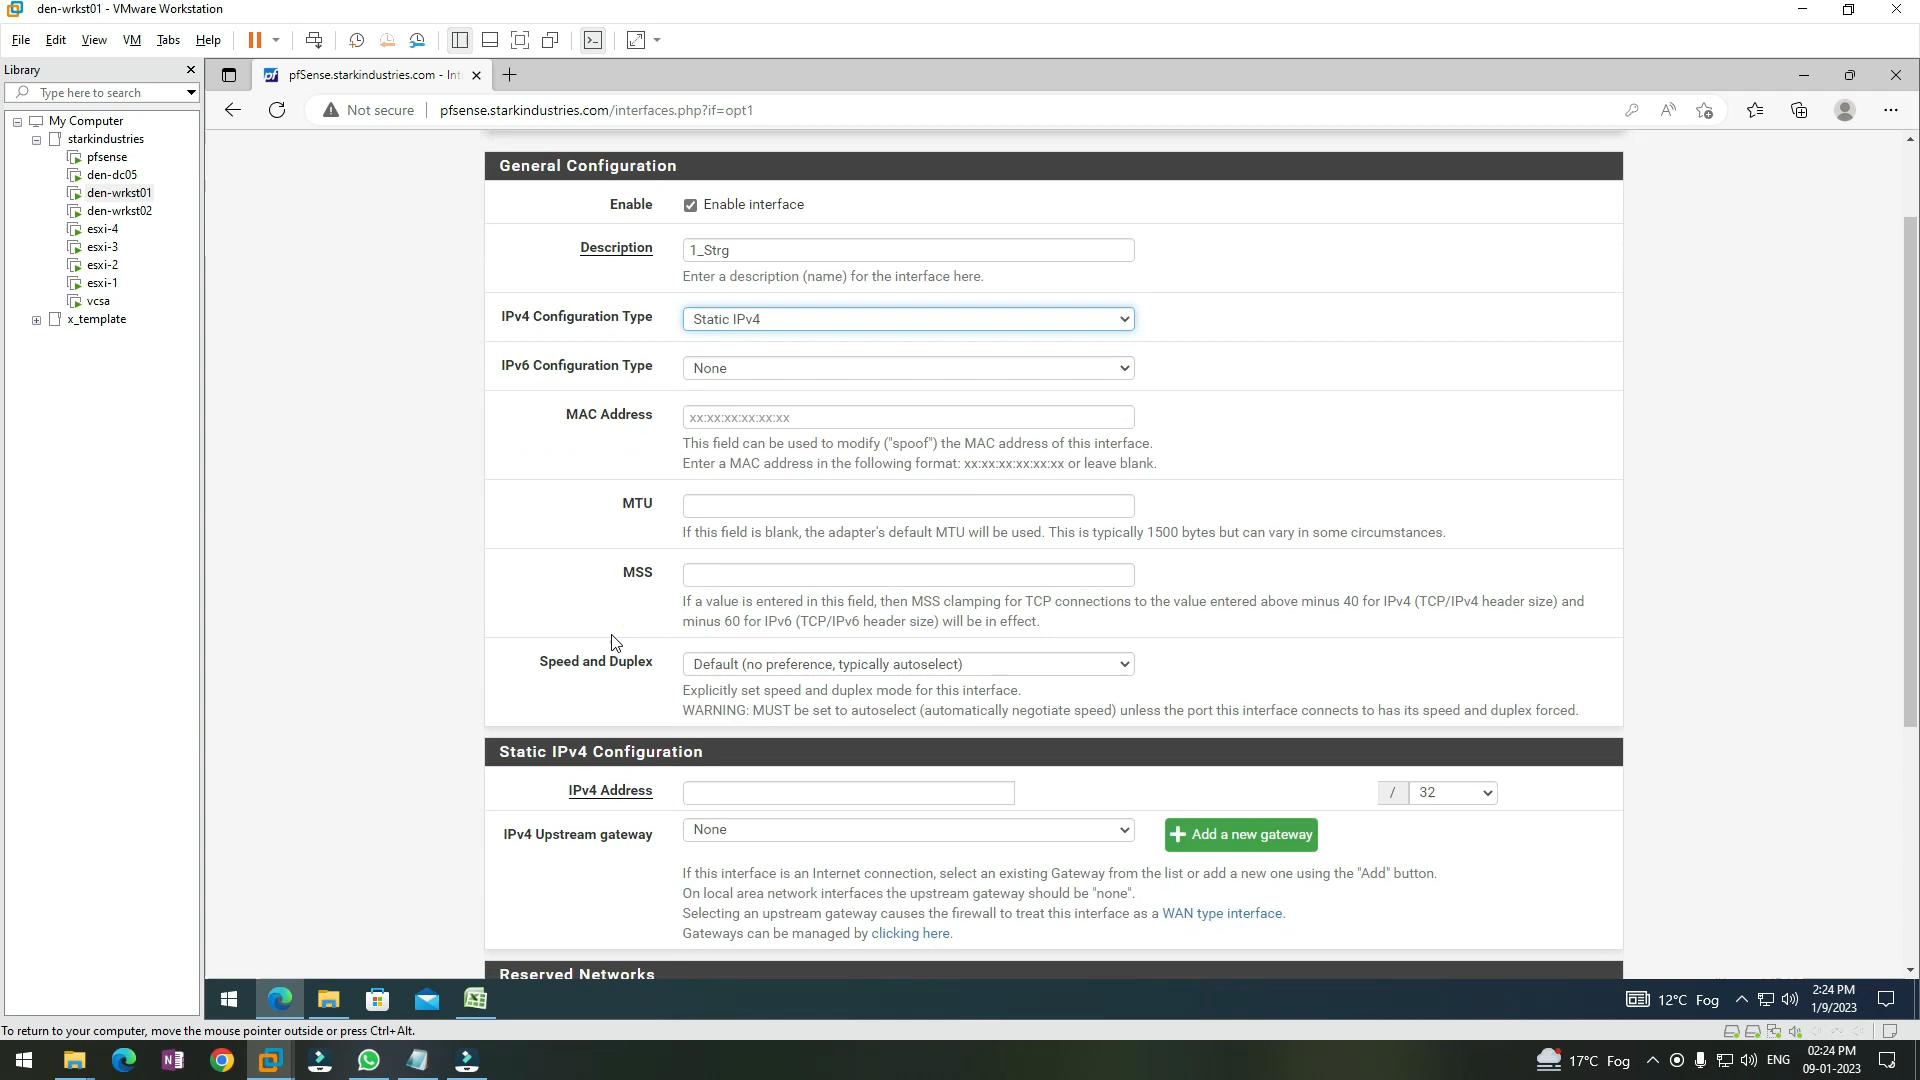 den-wrkst01 - VMware Workstation
File Edit View VM Tabs Help
Library
Type here to search
My Computer
starkindustries
pfsense
den-dc05
den-wrkst01
den-wrkst02
esxi-4
esxi-3
esxi-2
esxi-1
vcsa
x_template
pfSense.starkindustries.com - Int
Not secure pfsense.starkindustries.com/interfaces.php?if=opt1
General Configuration
Enable Enable interface
Description 1_Strg
Enter a description (name) for the interface here.
IPv4 Configuration Type Static IPv4
IPv6 Configuration Type None
MAC Address xx:xx:xx:xx:xx:xx
This field can be used to modify ("spoof") the MAC address of this interface.
Enter a MAC address in the following format: xx:xx:xx:xx:xx:xx or leave blank.
MTU
If this field is blank, the adapter's default MTU will be used. This is typically 1500 bytes but can vary in some circumstances.
MSS
If a value is entered in this field, then MSS clamping for TCP connections to the value entered above minus 40 for IPv4 (TCP/IPv4 header size) and
minus 60 for IPv6 (TCP/IPv6 header size) will be in effect.
Speed and Duplex Default (no preference, typically autoselect)
Explicitly set speed and duplex mode for this interface.
WARNING: MUST be set to autoselect (automatically negotiate speed) unless the port this interface connects to has its speed and duplex forced.
Static IPv4 Configuration
IPv4 Address / 32
IPv4 Upstream gateway None + Add a new gateway
If this interface is an Internet connection, select an existing Gateway from the list or add a new one using the "Add" button.
On local area network interfaces the upstream gateway should be "none".
Selecting an upstream gateway causes the firewall to treat this interface as a WAN type interface.
Gateways can be managed by clicking here.
Reserved Networks
12°C Fog 2:24 PM
1/9/2023
To return to your computer, move the mouse pointer outside or press Ctrl+Alt.
17°C Fog ENG 02:24 PM
09-01-2023